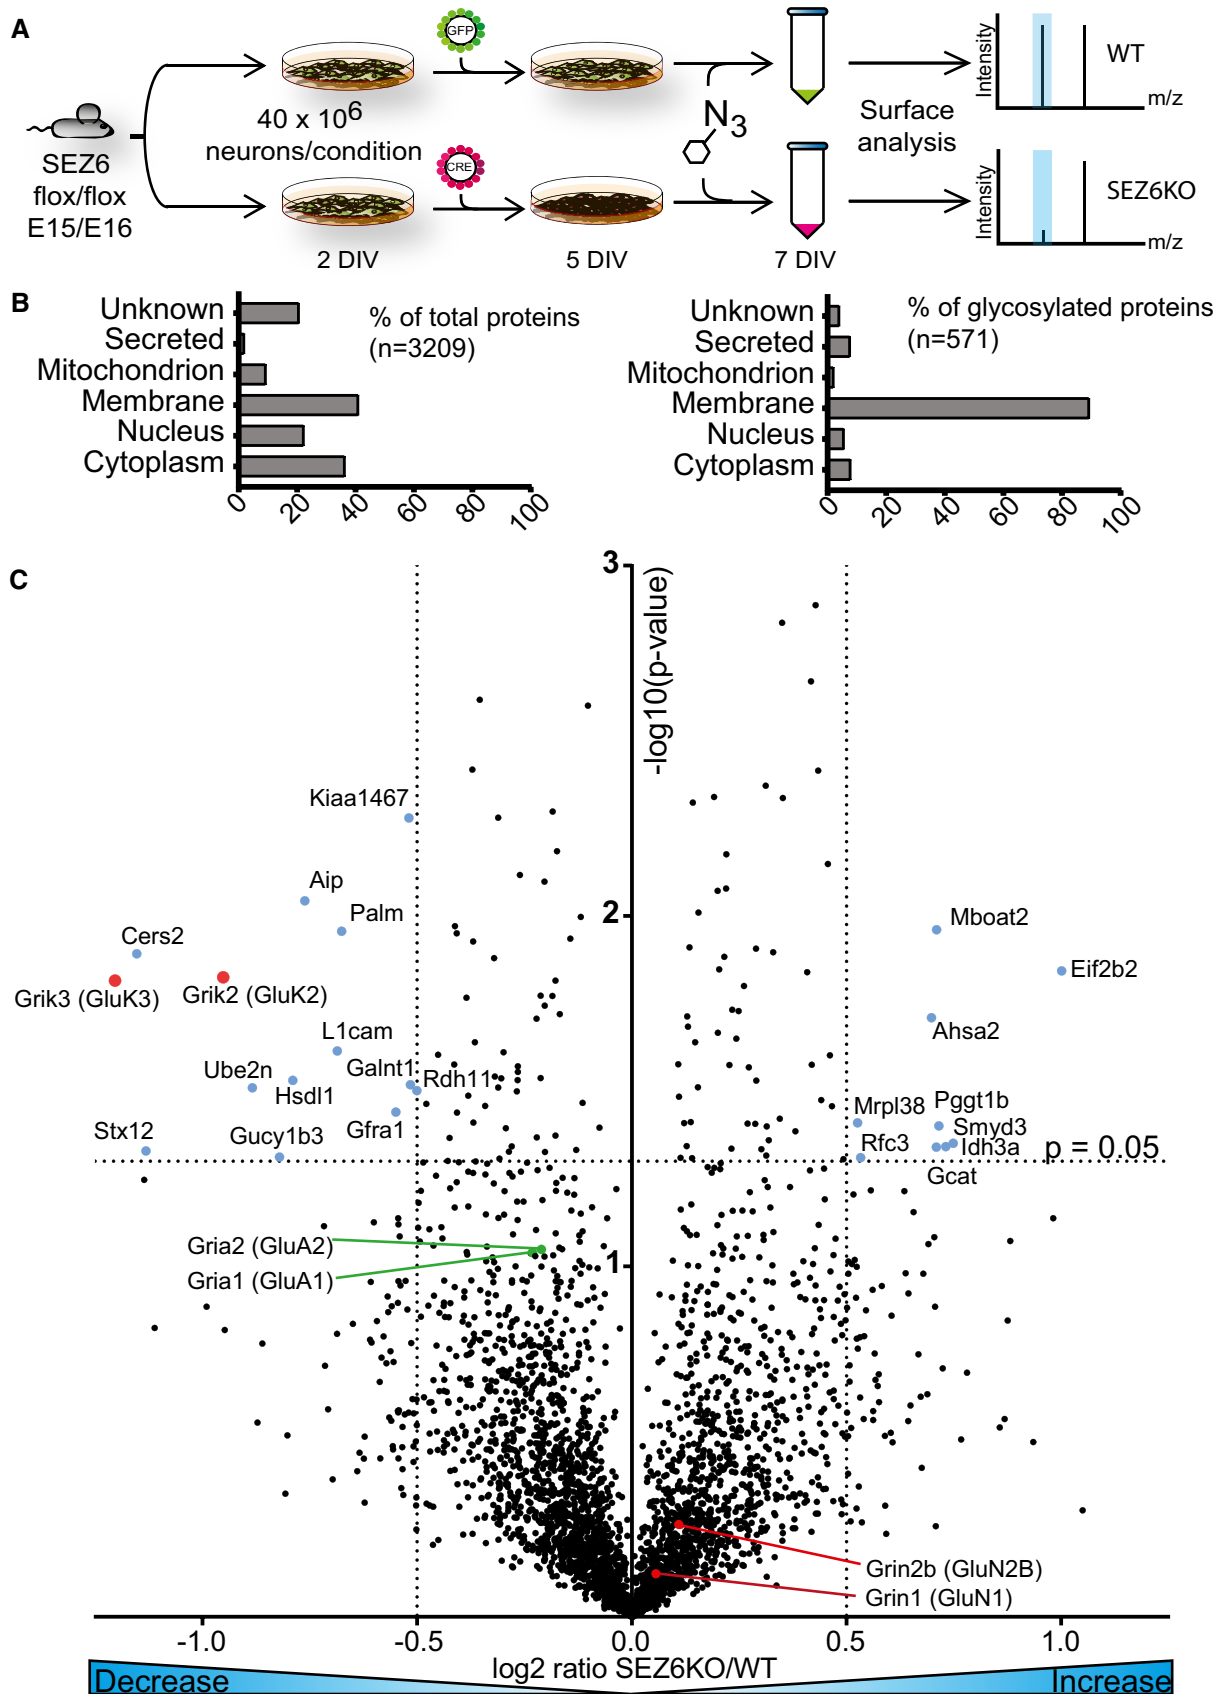 A
GFP
Intensity
WT
m/z
40 x 10^6
neurons/condition
N3
Surface
analysis
SEZ6
flox/flox
E15/E16
CRE
Intensity
SEZ6KO
m/z
2 DIV
5 DIV
7 DIV
B
Unknown
Secreted
Mitochondrion
Membrane
Nucleus
Cytoplasm
% of total proteins
(n=3209)
0 20 40 60 80 100
Unknown
Secreted
Mitochondrion
Membrane
Nucleus
Cytoplasm
% of glycosylated proteins
(n=571)
0 20 40 60 80 100
C
3
-log10(p-value)
Kiaa1467
Aip
Palm
2
Mboat2
Cers2
Eif2b2
Grik3 (GluK3)
Grik2 (GluK2)
L1cam
Ahsa2
Galnt1
Ube2n
Rdh11
Hsdl1
Mrpl38
Pggt1b
Stx12
Gucy1b3
Gfra1
Smyd3
Rfc3
Idh3a
p = 0.05
Gcat
Gria2 (GluA2)
1
Gria1 (GluA1)
Grin2b (GluN2B)
Grin1 (GluN1)
-1.0 -0.5 0.0 0.5 1.0
log2 ratio SEZ6KO/WT
Decrease
Increase